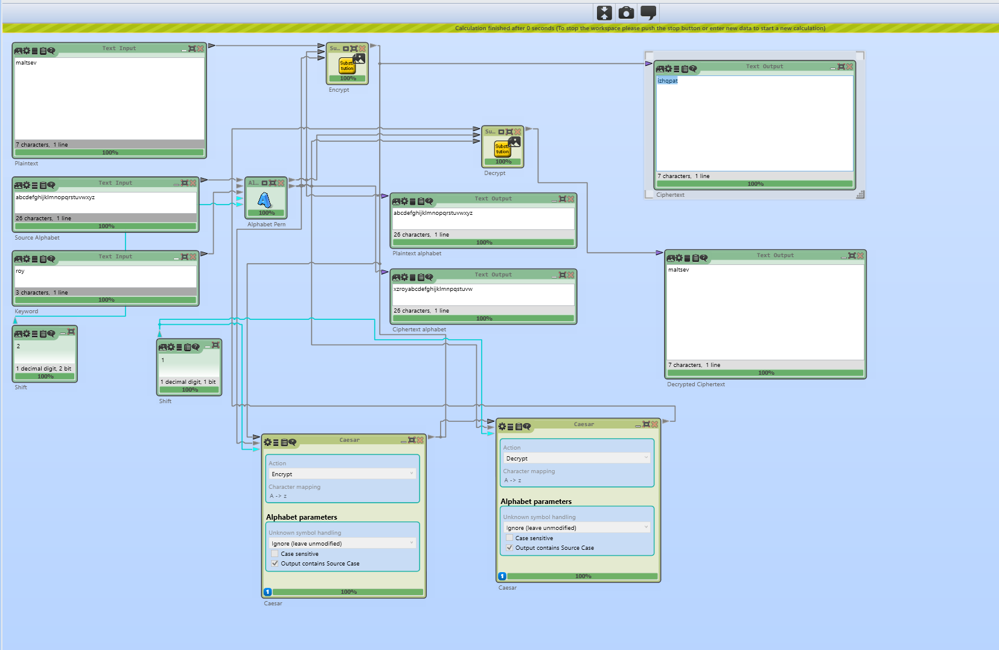 Calculation finished after 0 seconds (To stop the workspace please push the stop button or enter new data to start a new calculation)
Text Input
maltsev
7 characters, 1 line
100%
Plaintext
Su...
Substi
tution
100%
Encrypt
Text Output
izhqpat
7 characters, 1 line
100%
Ciphertext
Su...
Substi
tution
100%
Decrypt
Text Input
abcdefghijklmnopqrstuvwxyz
26 characters, 1 line
100%
Source Alphabet
Al...
100%
Alphabet Pern
Text Output
abcdefghijklmnopqrstuvwxyz
26 characters, 1 line
100%
Plaintext alphabet
Text Input
roy
3 characters, 1 line
100%
Keyword
Text Output
xzroyabcdefghijklmnpqstuvw
26 characters, 1 line
100%
Ciphertext alphabet
Text Output
maltsev
7 characters, 1 line
100%
Decrypted Ciphertext
2
1 decimal digit, 2 bit
100%
Shift
1
1 decimal digit, 1 bit
100%
Shift
Caesar
Action
Encrypt
Character mapping
A -> z
Alphabet parameters
Unknown symbol handling
Ignore (leave unmodified)
Case sensitive
Output contains Source Case
1
100%
Caesar
Caesar
Action
Decrypt
Character mapping
A -> z
Alphabet parameters
Unknown symbol handling
Ignore (leave unmodified)
Case sensitive
Output contains Source Case
1
100%
Caesar